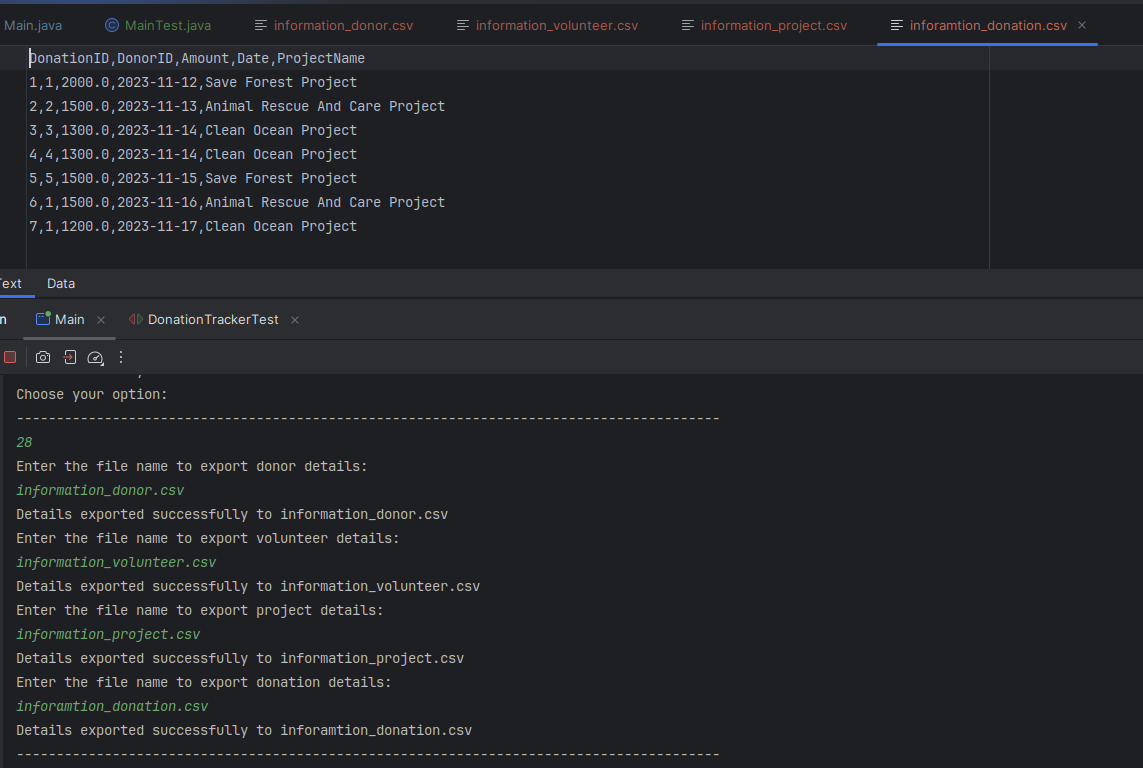 Main.java MainTest.java information_donor.csv information_volunteer.csv information_project.csv inforamtion_donation.csv
DonationID,DonorID,Amount,Date,ProjectName
1,1,2000.0,2023-11-12,Save Forest Project
2,2,1500.0,2023-11-13,Animal Rescue And Care Project
3,3,1300.0,2023-11-14,Clean Ocean Project
4,4,1300.0,2023-11-14,Clean Ocean Project
5,5,1500.0,2023-11-15,Save Forest Project
6,1,1500.0,2023-11-16,Animal Rescue And Care Project
7,1,1200.0,2023-11-17,Clean Ocean Project
Text Data
n Main DonationTrackerTest
Choose your option:
----------------------------------------------------------------------------------------
28
Enter the file name to export donor details:
information_donor.csv
Details exported successfully to information_donor.csv
Enter the file name to export volunteer details:
information_volunteer.csv
Details exported successfully to information_volunteer.csv
Enter the file name to export project details:
information_project.csv
Details exported successfully to information_project.csv
Enter the file name to export donation details:
inforamtion_donation.csv
Details exported successfully to inforamtion_donation.csv
----------------------------------------------------------------------------------------